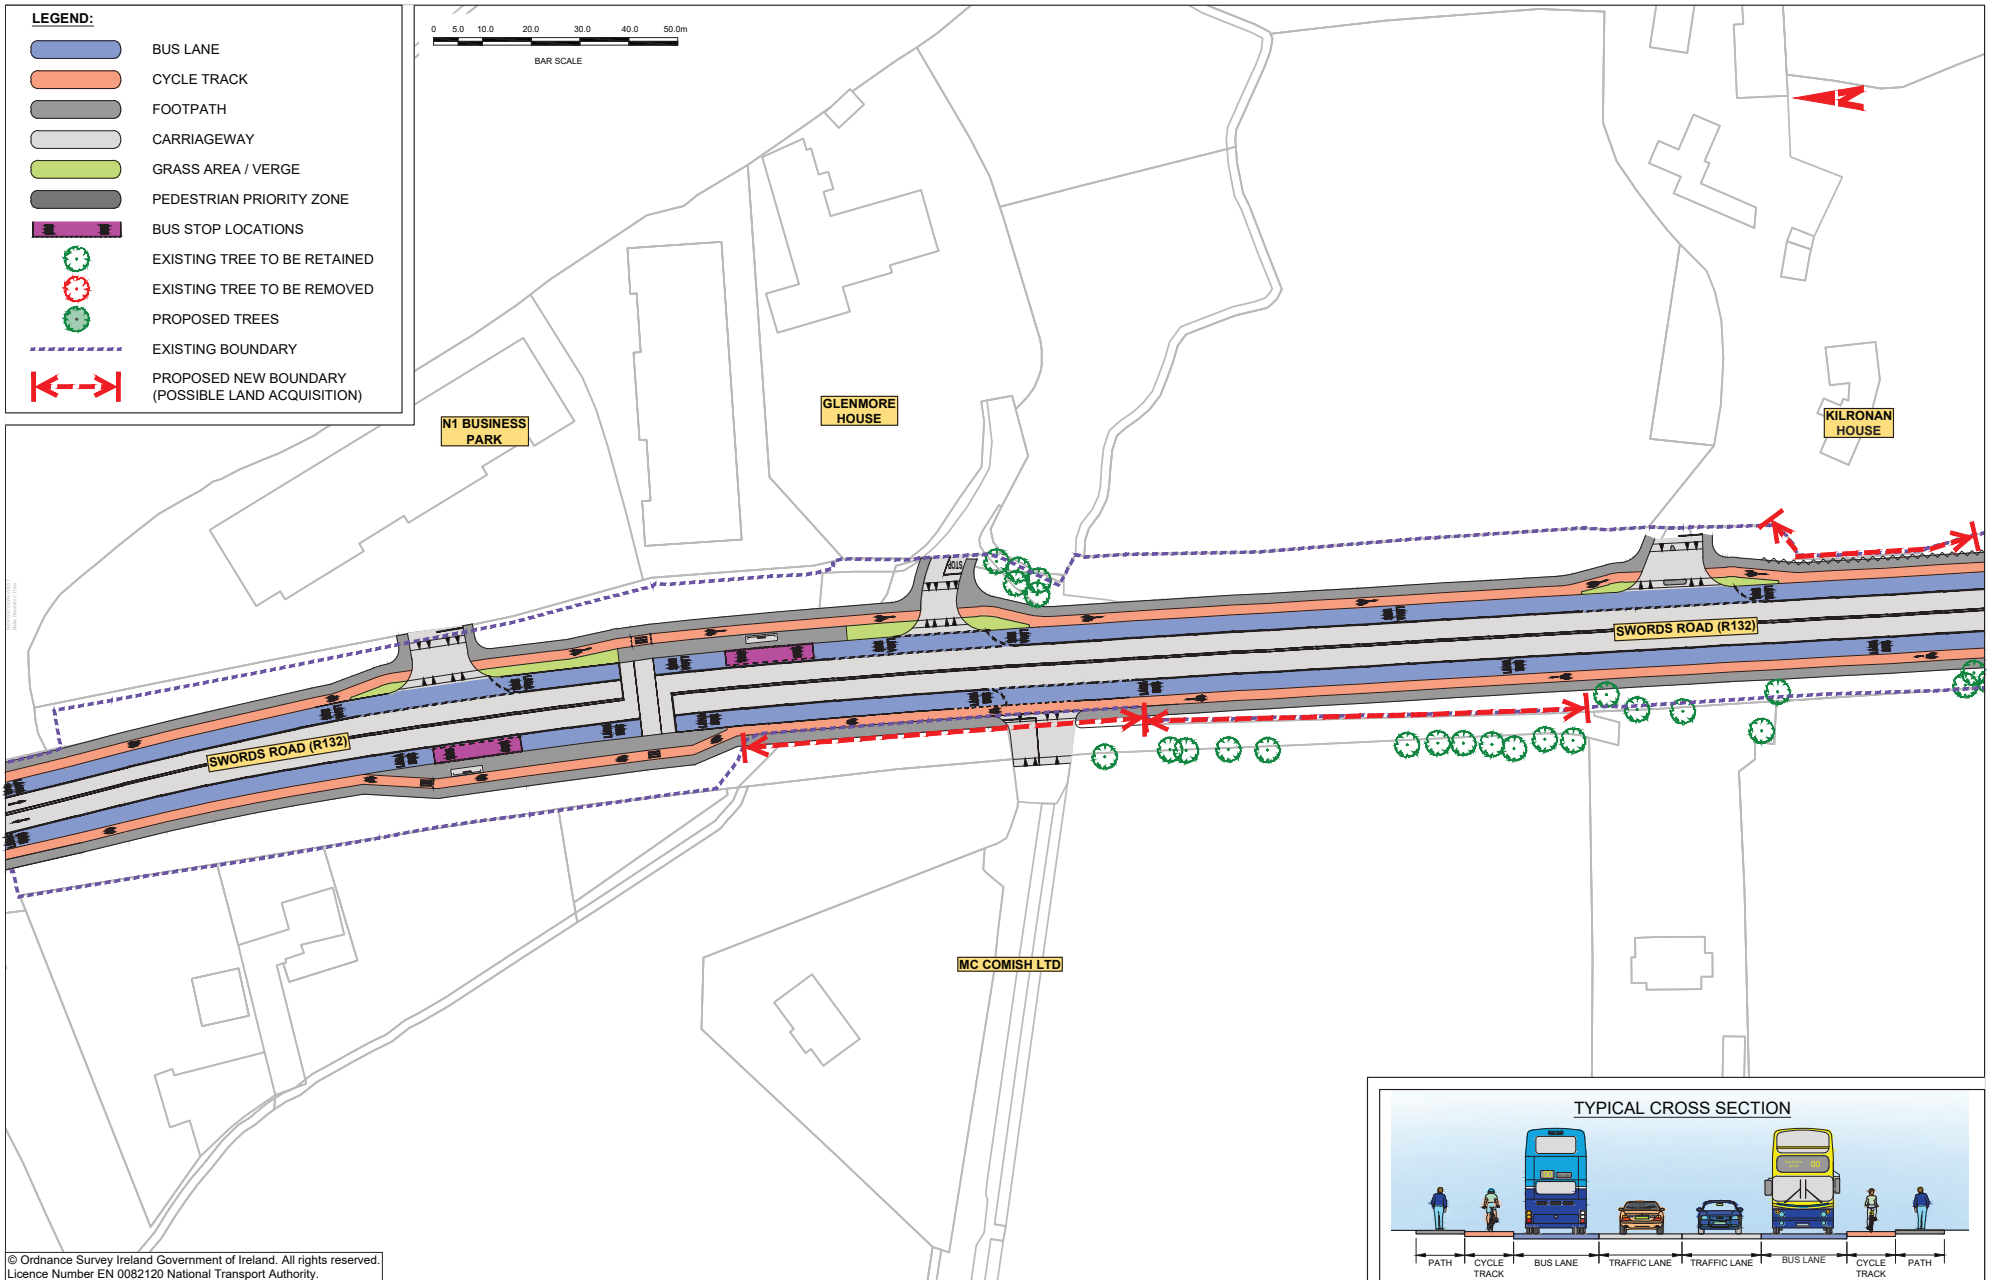 LEGEND:
BUS LANE
CYCLE TRACK
FOOTPATH
CARRIAGEWAY
GRASS AREA / VERGE
PEDESTRIAN PRIORITY ZONE
BUS STOP LOCATIONS
EXISTING TREE TO BE RETAINED
EXISTING TREE TO BE REMOVED
PROPOSED TREES
EXISTING BOUNDARY
PROPOSED NEW BOUNDARY
(POSSIBLE LAND ACQUISITION)
0 5.0 10.0 20.0 30.0 40.0 50.0m
BAR SCALE
N
N1 BUSINESS
PARK
GLENMORE
HOUSE
KILRONAN
HOUSE
STOP
SWORDS ROAD (R132)
SWORDS ROAD (R132)
MC COMISH LTD
TYPICAL CROSS SECTION
00
00
PATH
CYCLE
TRACK
BUS LANE
TRAFFIC LANE
TRAFFIC LANE
BUS LANE
CYCLE
TRACK
PATH
© Ordnance Survey Ireland Government of Ireland. All rights reserved.
Licence Number EN 0082120 National Transport Authority.